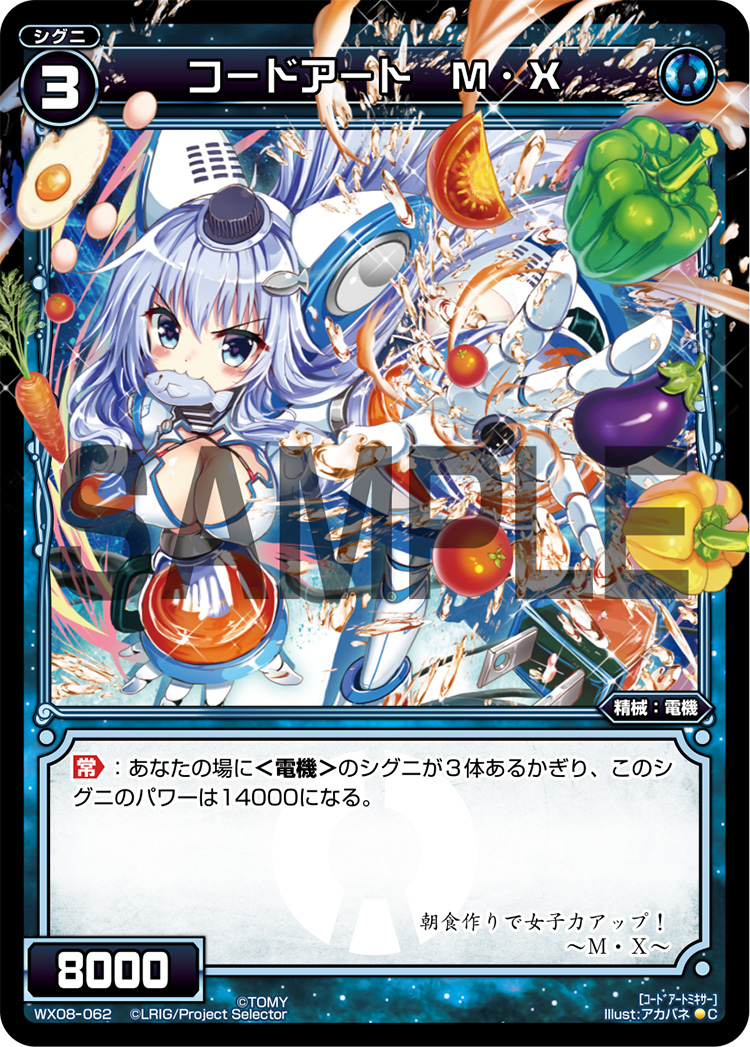 シグニ
3
コードアート M・X
SAMPLE
精械:電機
常:あなたの場に<電機>のシグニが3体あるかぎり、このシ
グニのパワーは14000になる。
朝食作りで女子力アップ!
~M・X~
8000
[コードアートミキサー]
WX08-062 ©LRIG/Project Selector ©TOMY
Illust:アカバネ C